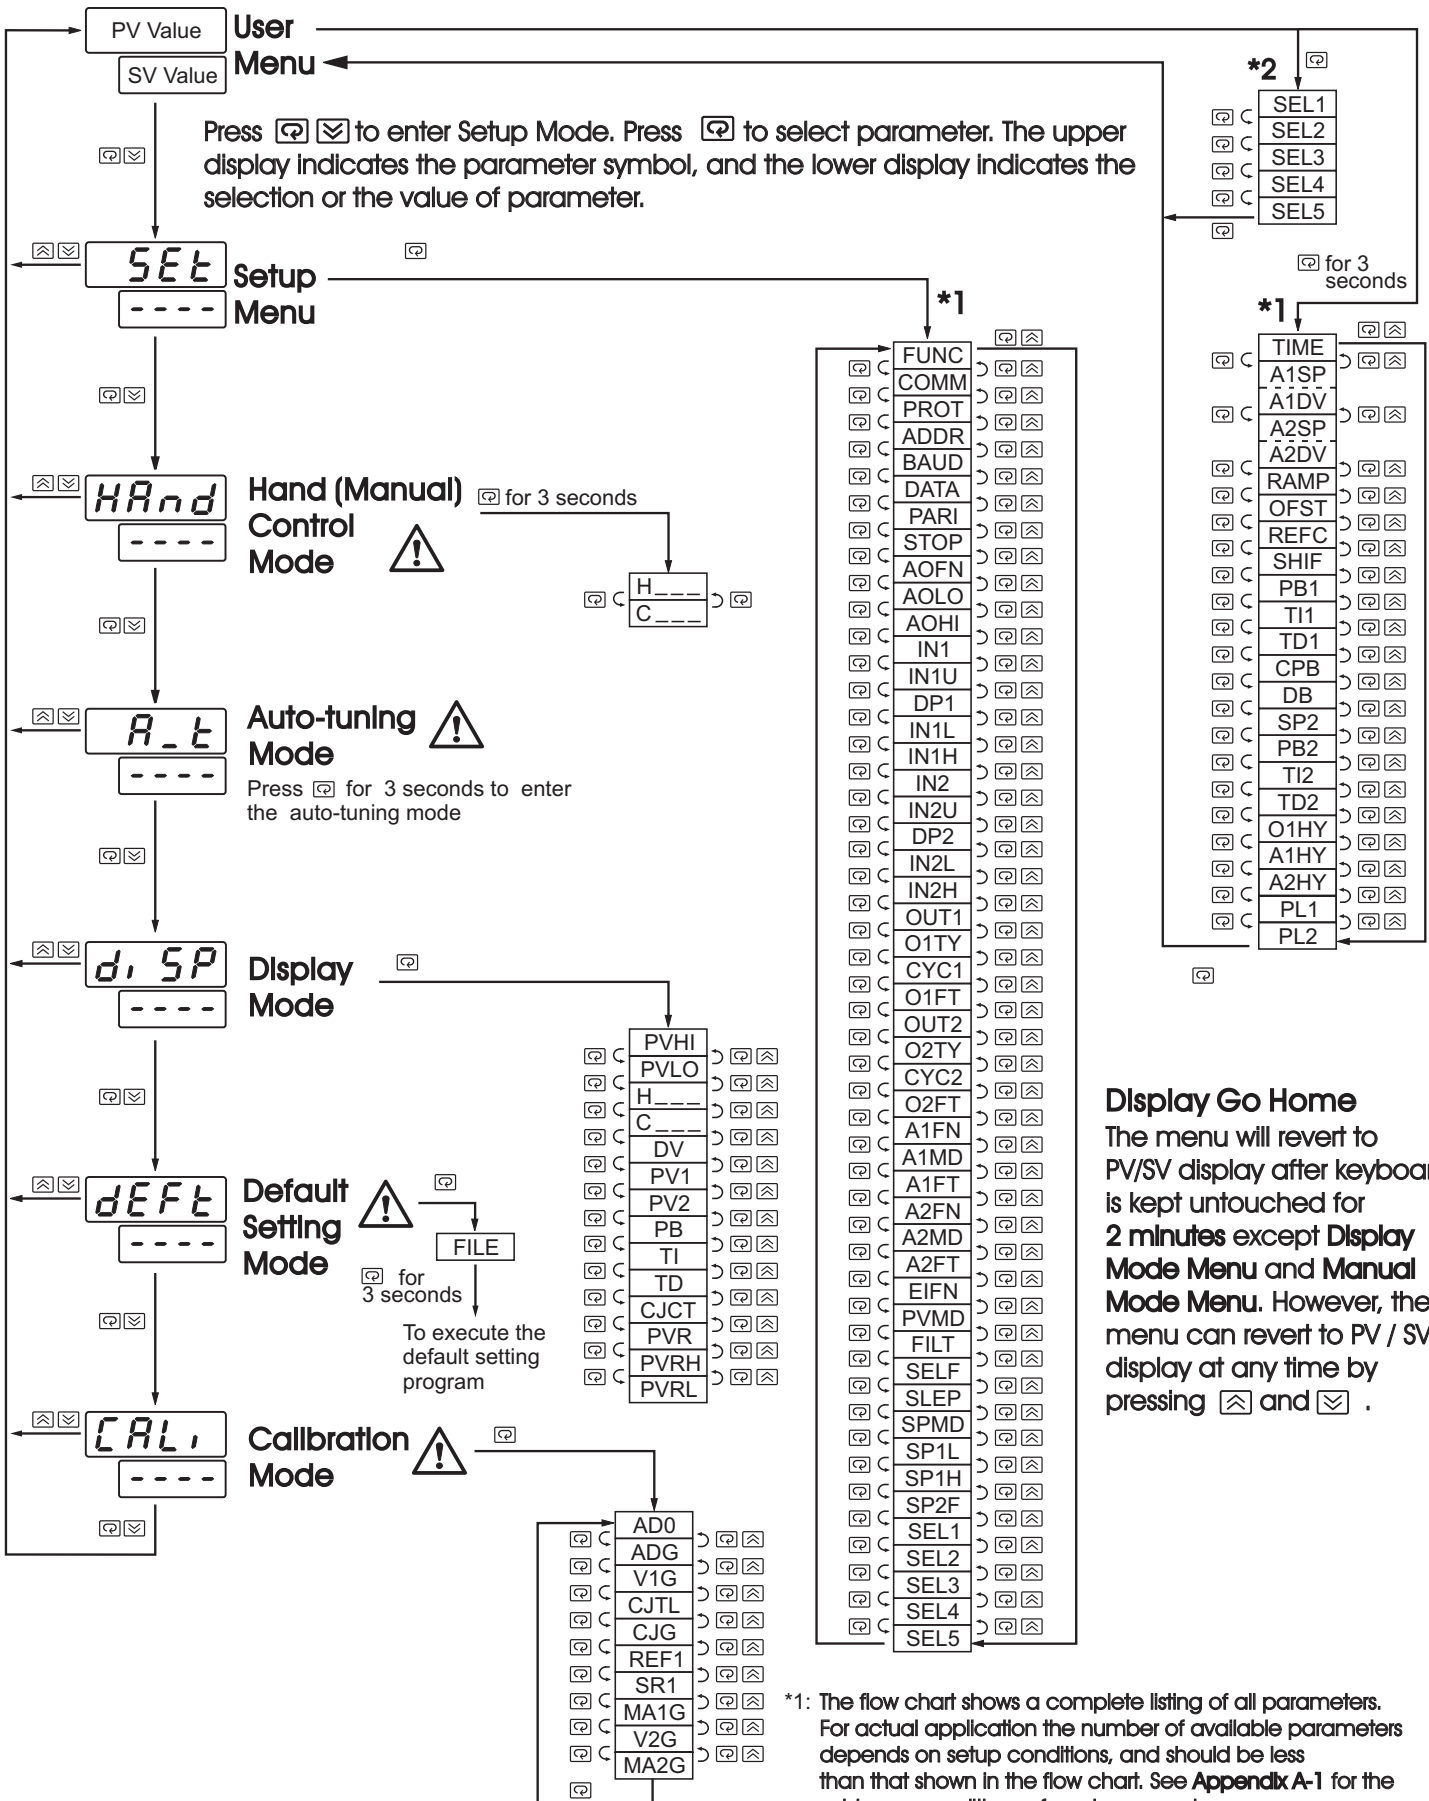 PV Value
User
Menu
SV Value
Press to enter Setup Mode. Press to select parameter. The upper
display indicates the parameter symbol, and the lower display indicates the
selection or the value of parameter.
*2
SEL1
SEL2
SEL3
SEL4
SEL5
for 3
seconds
*1
TIME
A1SP
A1DV
A2SP
A2DV
RAMP
OFST
REFC
SHIF
PB1
TI1
TD1
CPB
DB
SP2
PB2
TI2
TD2
O1HY
A1HY
A2HY
PL1
PL2
SEt
----
Setup
Menu
*1
FUNC
COMM
PROT
ADDR
BAUD
DATA
PARI
STOP
AOFN
AOLO
AOHI
IN1
IN1U
DP1
IN1L
IN1H
IN2
IN2U
DP2
IN2L
IN2H
OUT1
O1TY
CYC1
O1FT
OUT2
O2TY
CYC2
O2FT
A1FN
A1MD
A1FT
A2FN
A2MD
A2FT
EIFN
PVMD
FILT
SELF
SLEP
SPMD
SP1L
SP1H
SP2F
SEL1
SEL2
SEL3
SEL4
SEL5
HAnd
----
Hand (Manual)
Control
Mode
for 3 seconds
H___
C___
A_t
----
Auto-tuning
Mode
Press for 3 seconds to enter
the auto-tuning mode
di SP
----
Display
Mode
PVHI
PVLO
H___
C___
DV
PV1
PV2
PB
TI
TD
CJCT
PVR
PVRH
PVRL
dEFt
----
Default
Setting
Mode
FILE
for
3 seconds
To execute the
default setting
program
CALi
----
Calibration
Mode
AD0
ADG
V1G
CJTL
CJG
REF1
SR1
MA1G
V2G
MA2G
Display Go Home
The menu will revert to
PV/SV display after keyboar
is kept untouched for
2 minutes except Display
Mode Menu and Manual
Mode Menu. However, the
menu can revert to PV / SV
display at any time by
pressing and .
*1: The flow chart shows a complete listing of all parameters.
For actual application the number of available parameters
depends on setup conditions, and should be less
than that shown in the flow chart. See Appendix A-1 for the